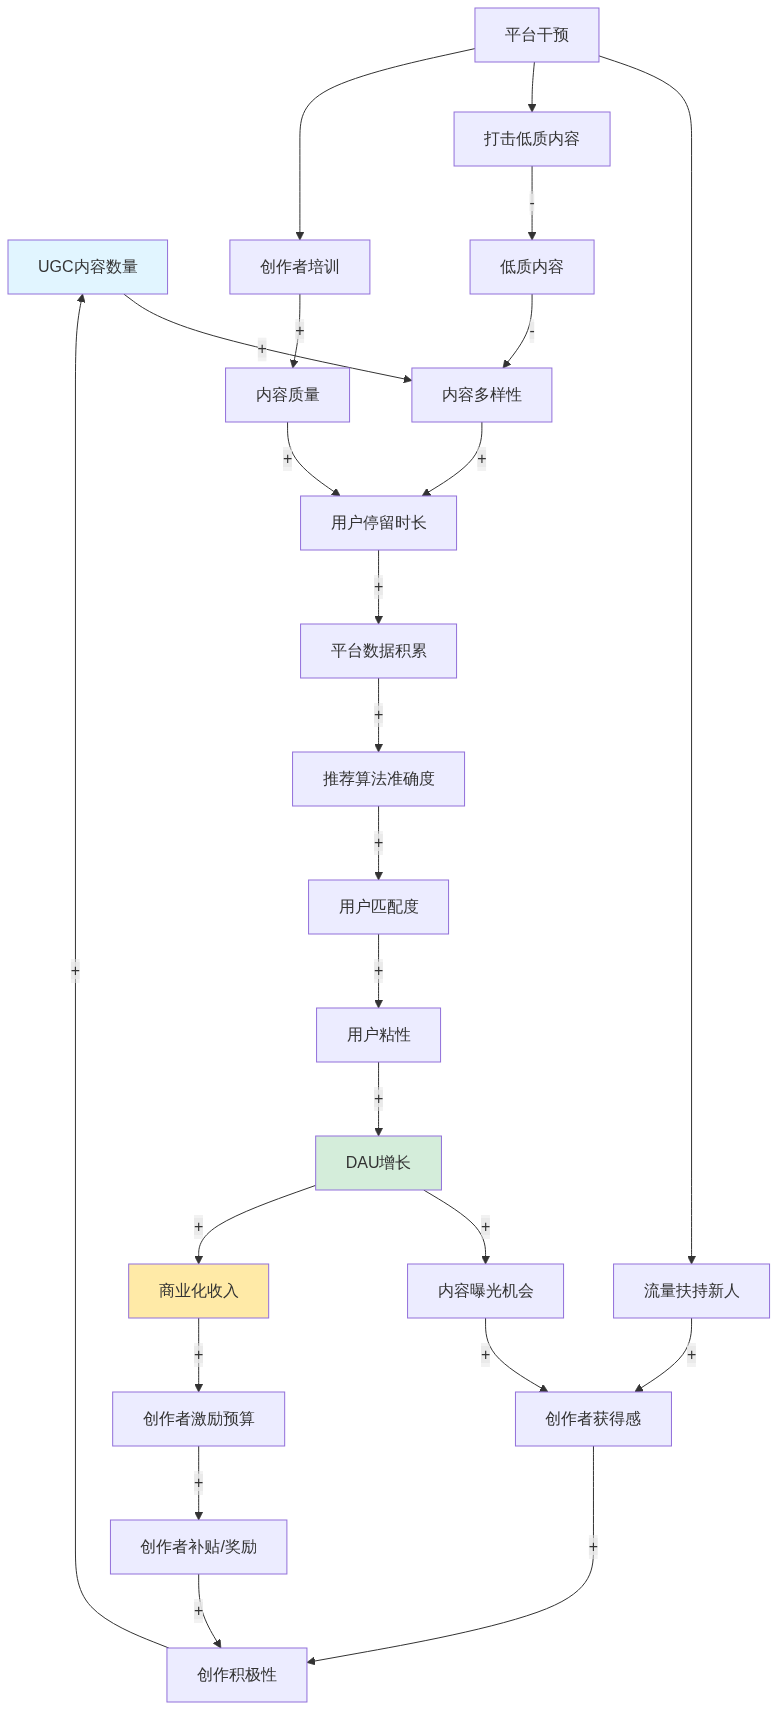 平台干预
打击低质内容
-
UGC内容数量
创作者培训
低质内容
+
+
-
内容质量
内容多样性
+
+
用户停留时长
+
平台数据积累
+
推荐算法准确度
+
用户匹配度
+
+
用户粘性
+
DAU增长
+
+
商业化收入
内容曝光机会
流量扶持新人
+
+
+
创作者激励预算
创作者获得感
+
创作者补贴/奖励
+
+
创作积极性